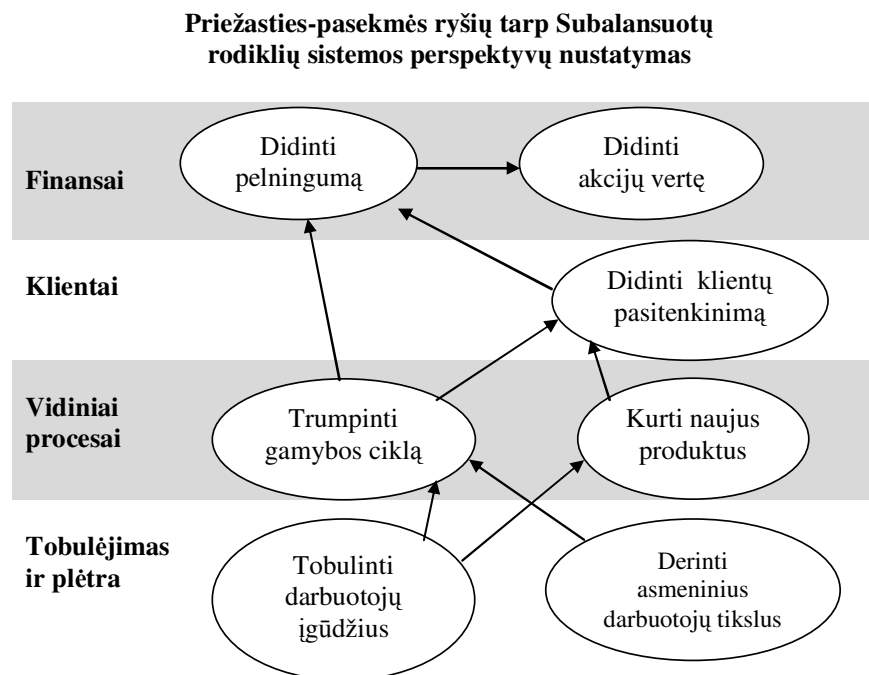 Priežasties-pasekmės ryšių tarp Subalansuotų
rodiklių sistemos perspektyvų nustatymas
Finansai
Didinti
pelningumą
Didinti
akcijų vertę
Klientai
Didinti klientų
pasitenkinimą
Vidiniai
procesai
Trumpinti
gamybos ciklą
Kurti naujus
produktus
Tobulėjimas
ir plėtra
Tobulinti
darbuotojų
įgūdžius
Derinti
asmeninius
darbuotojų tikslus